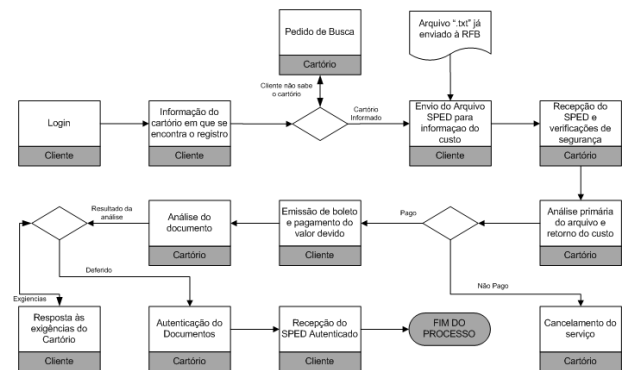 Pedido de Busca
Cartório
Arquivo ".txt" já
enviado à RFB
Cliente não sabe
o cartório
Login
Cliente
Informação do
cartório em que se
encontra o registro
Cliente
Cartório
Informado
Envio do Arquivo
SPED para
informaçao do
custo
Cliente
Recepção do
SPED e
verificações de
segurança
Cartório
Resultado da
análise
Análise do
documento
Cartório
Emissão de boleto
e pagamento do
valor devido
Cliente
Pago
Análise primária
do arquivo e
retorno do custo
Cartório
Não Pago
Exgiencias
Deferido
Resposta às
exigências do
Cartório
Cliente
Autenticação do
Documentos
Cartório
Recepção do
SPED Autenticado
Cliente
FIM DO
PROCESSO
Cancelamento do
serviço
Cartório